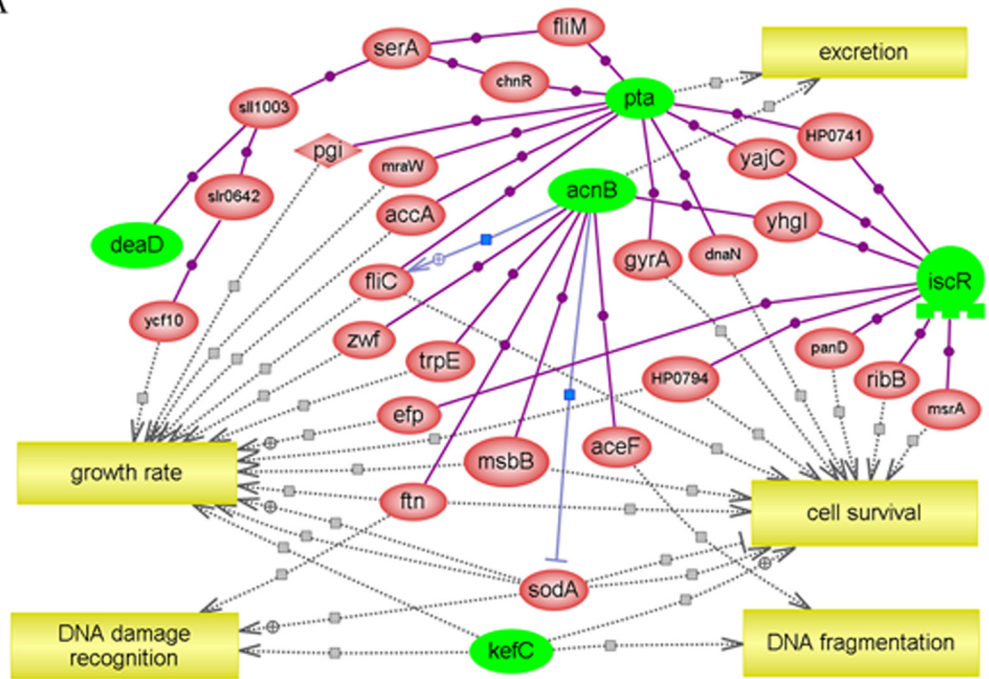 A
fliM
serA
excretion
chnR
pta
sll1003
HP0741
pgi
mraW
yajC
slr0642
acnB
accA
yhgI
deaD
gyrA
dnaN
fliC
iscR
ycf10
zwf
trpE
panD
HP0794
ribB
efp
msrA
aceF
msbB
growth rate
ftn
cell survival
sodA
DNA damage
recognition
kefC
DNA fragmentation